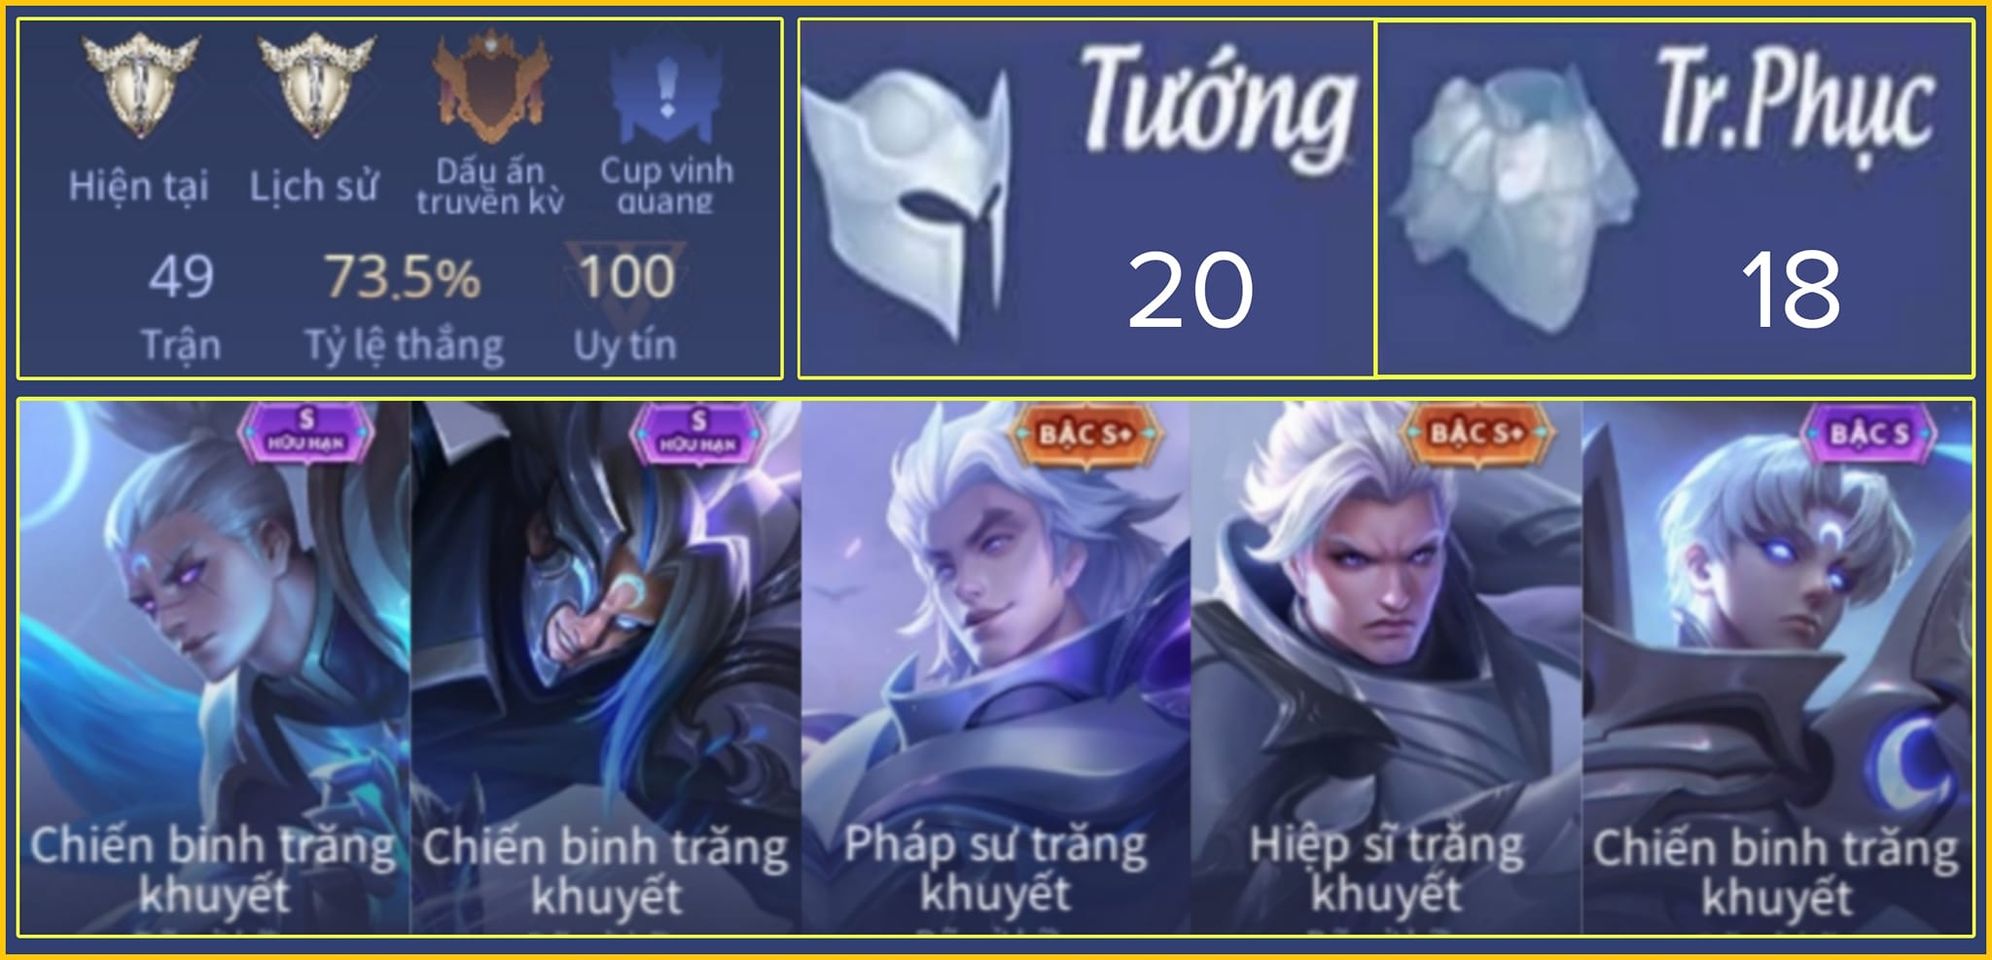 Hiện tại
Lịch sử
Dấu ấn
truyền kỳ
Cup vinh
quang
49
73.5%
100
Trận
Tỷ lệ thắng
Uy tín
Tướng
20
Tr.Phục
18
S
HỮU HẠN
S
HỮU HẠN
BẬC S+
BẬC S+
BẬC S
Chiến binh trăng
khuyết
Chiến binh trăng
khuyết
Pháp sư trăng
khuyết
Hiệp sĩ trăng
khuyết
Chiến binh trăng
khuyết